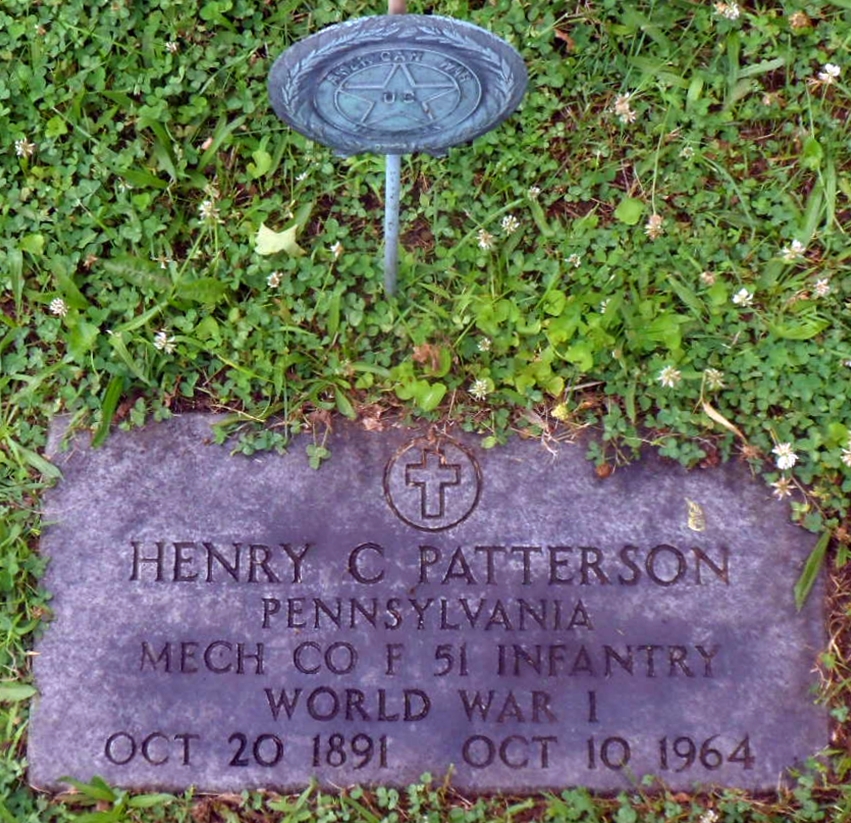 HENRY C PATTERSON
PENNSYLVANIA
MECH CO F 51 INFANTRY
WORLD WAR I
OCT 20 1891 OCT 10 1964